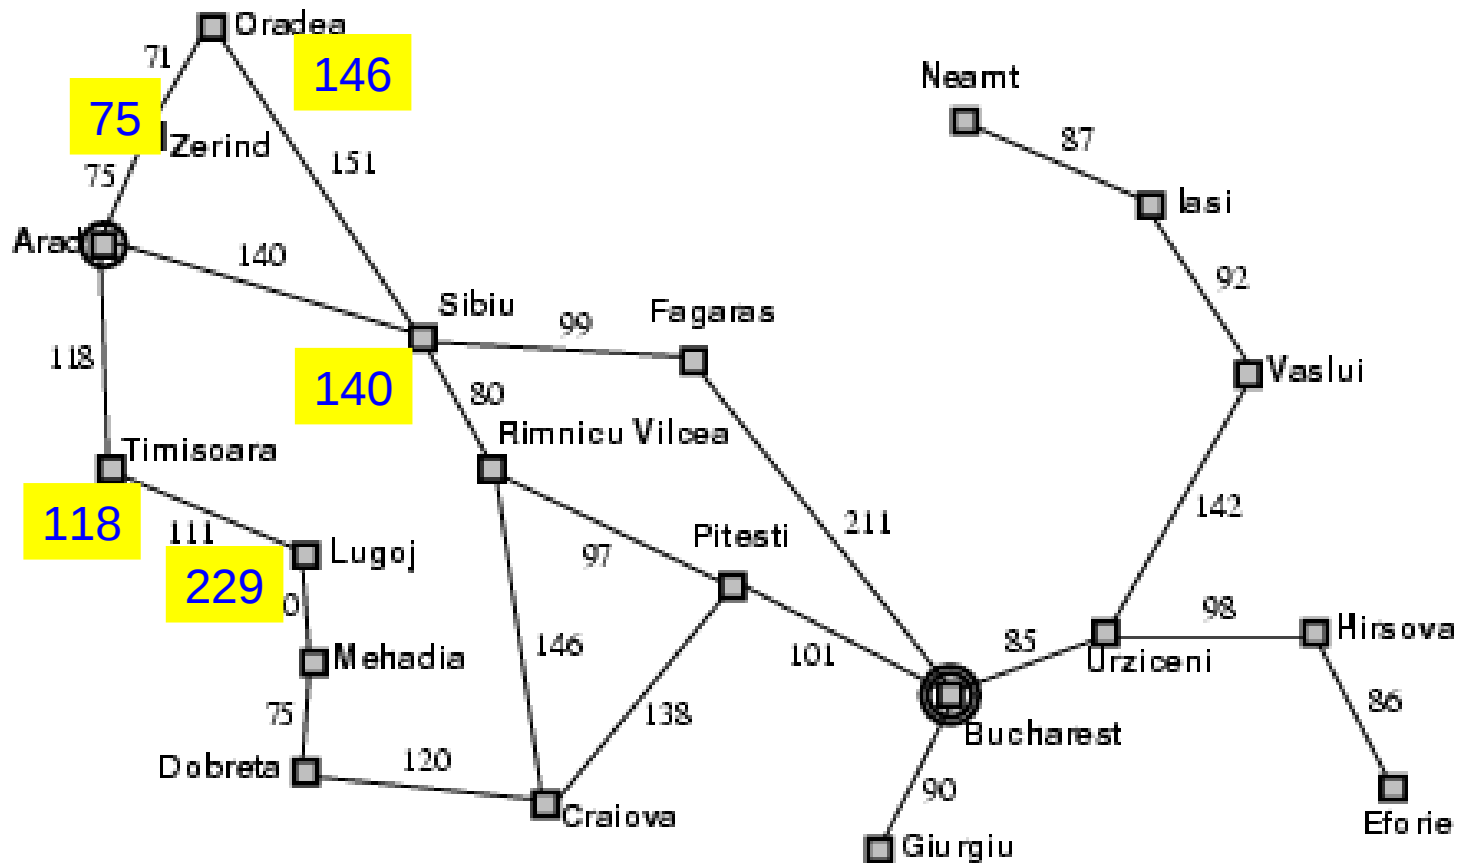 Oradea
71
146
Neamt
75
87
Zerind
151
75
Iasi
Arad
140
92
Sibiu
Fagaras
99
118
Vaslui
140
80
Rimnicu Vilcea
Timisoara
118
111
211
142
Pitesti
97
Lugoj
229
0
98
Hirsova
146
Mehadia
101
85
Urziceni
75
138
86
Bucharest
Dobreta
120
90
Craiova
Eforie
Giurgiu